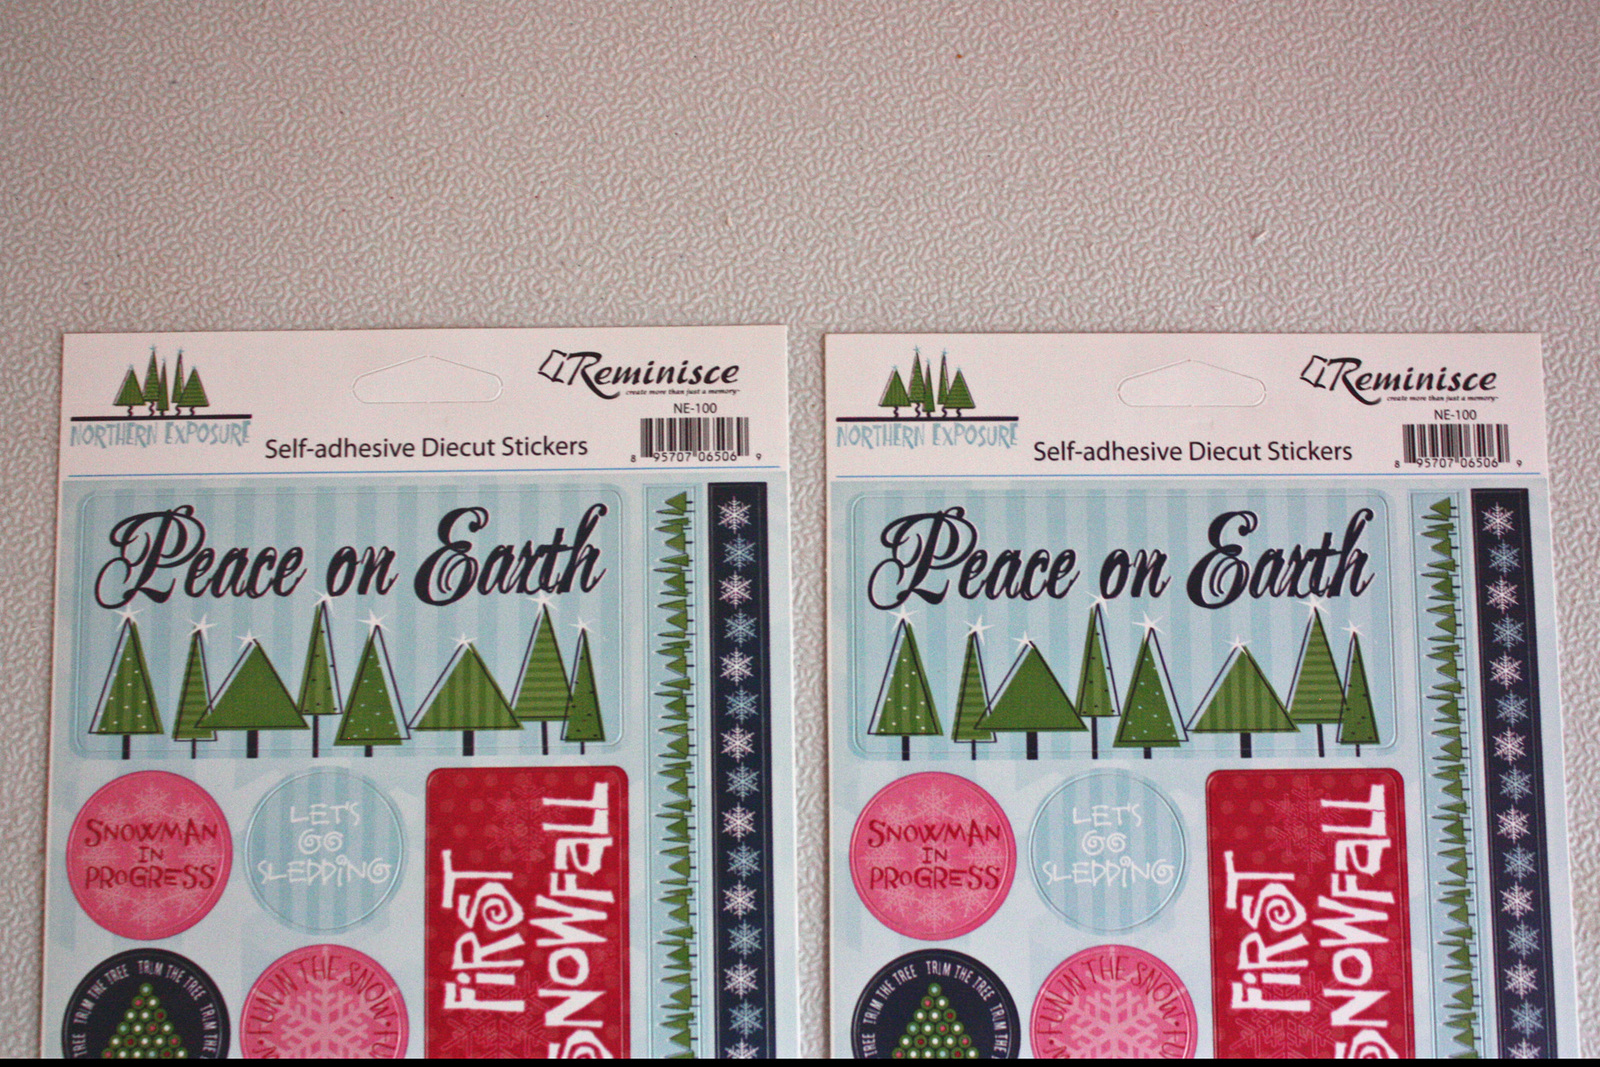 Reminisce
create more than just a memory™
NE-100
NORTHERN EXPOSURE
Self-adhesive Diecut Stickers
8 95707 06506 9
Peace on Earth
SNOWMAN
IN
PROGRESS
LET'S
GO
SLEDDING
FIRST
SNOWFALL
TREE TRIM THE TREE TRIM THE TREE TRIM
FUN IN THE SNOW
Reminisce
create more than just a memory™
NE-100
NORTHERN EXPOSURE
Self-adhesive Diecut Stickers
8 95707 06506 9
Peace on Earth
SNOWMAN
IN
PROGRESS
LET'S
GO
SLEDDING
FIRST
SNOWFALL
TREE TRIM THE TREE TRIM THE TREE TRIM
FUN IN THE SNOW